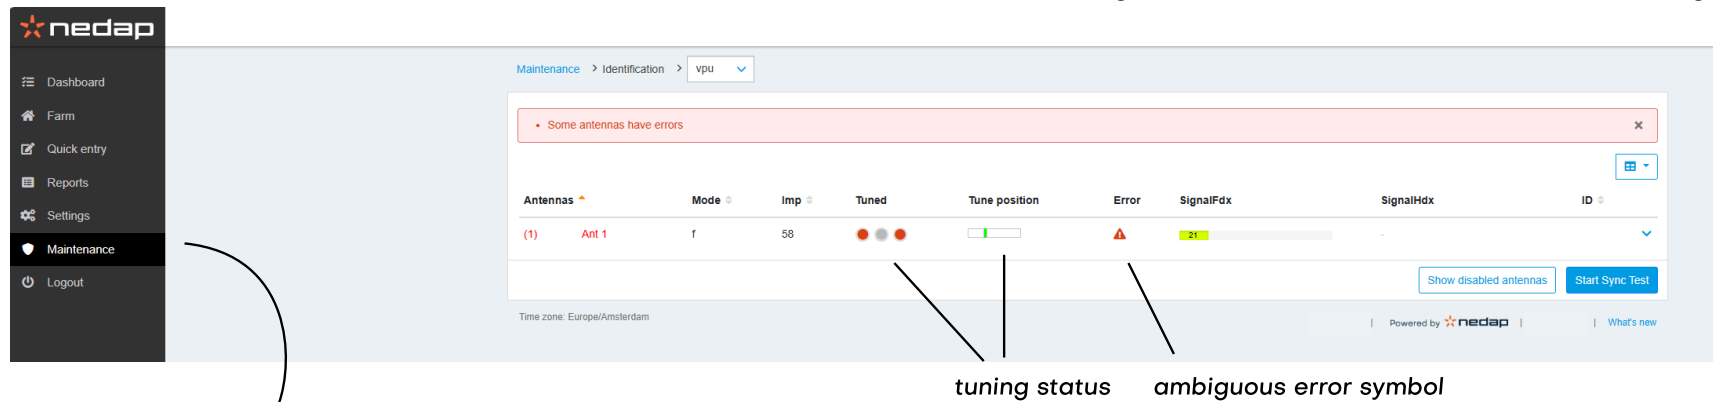 nedap
Dashboard
Farm
Quick entry
Reports
Settings
Maintenance
Logout
Maintenance > Identification > vpu
• Some antennas have errors ×
Antennas Mode Imp Tuned Tune position Error SignalFdx SignalHdx ID
(1) Ant 1 f 58 21 -
Show disabled antennas Start Sync Test
Time zone: Europe/Amsterdam | Powered by nedap | | What's new
tuning status ambiguous error symbol